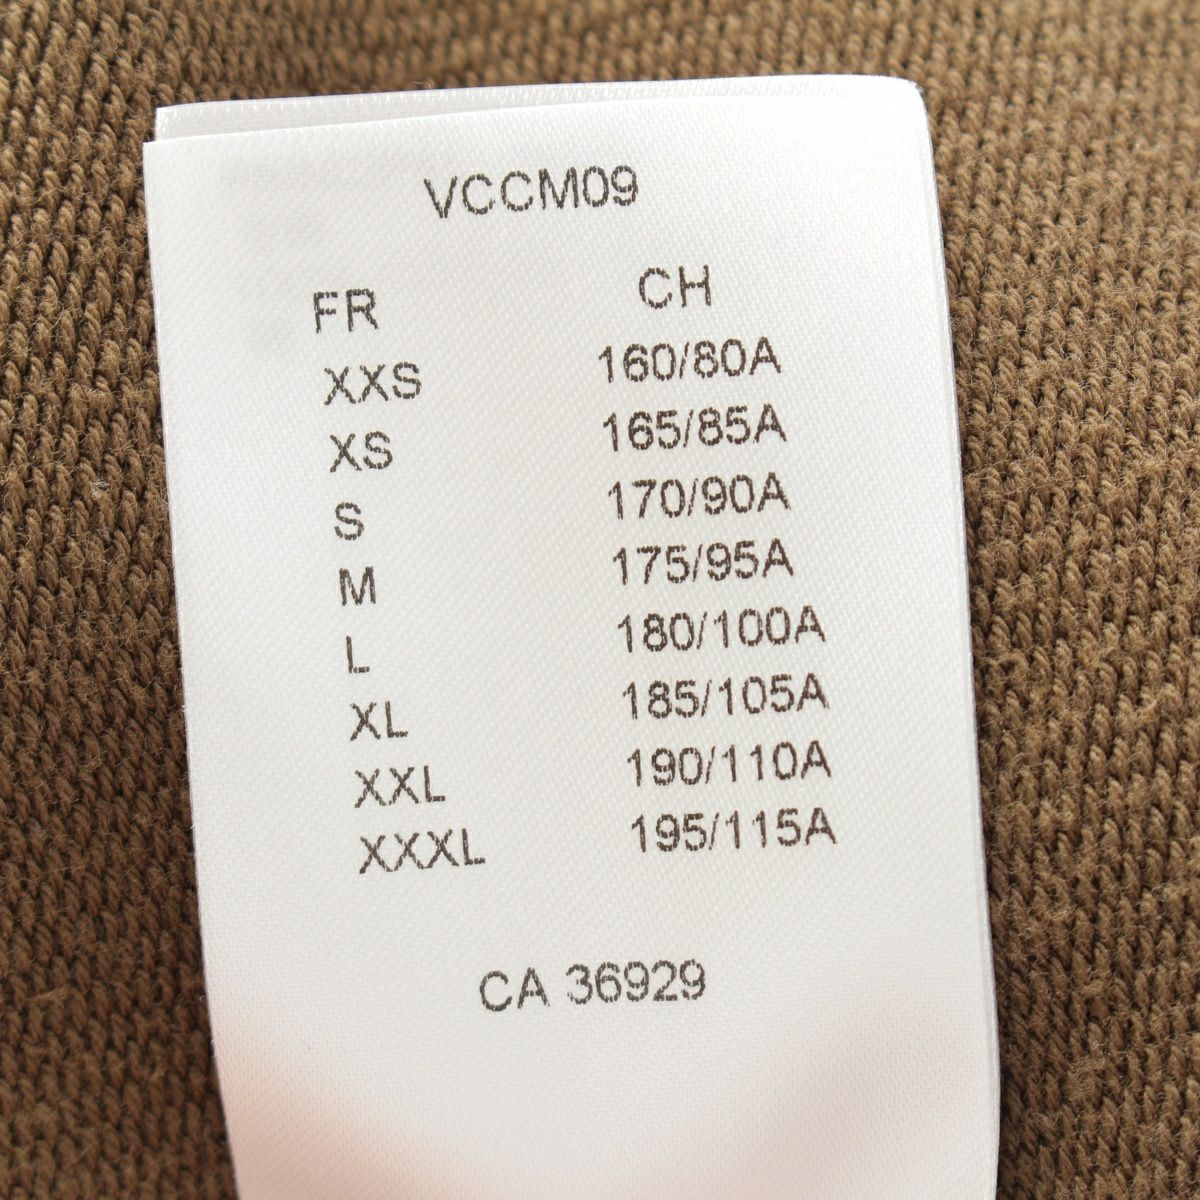 VCCM09
FR CH
XXS 160/80A
XS 165/85A
S 170/90A
M 175/95A
L 180/100A
XL 185/105A
XXL 190/110A
XXXL 195/115A
CA 36929